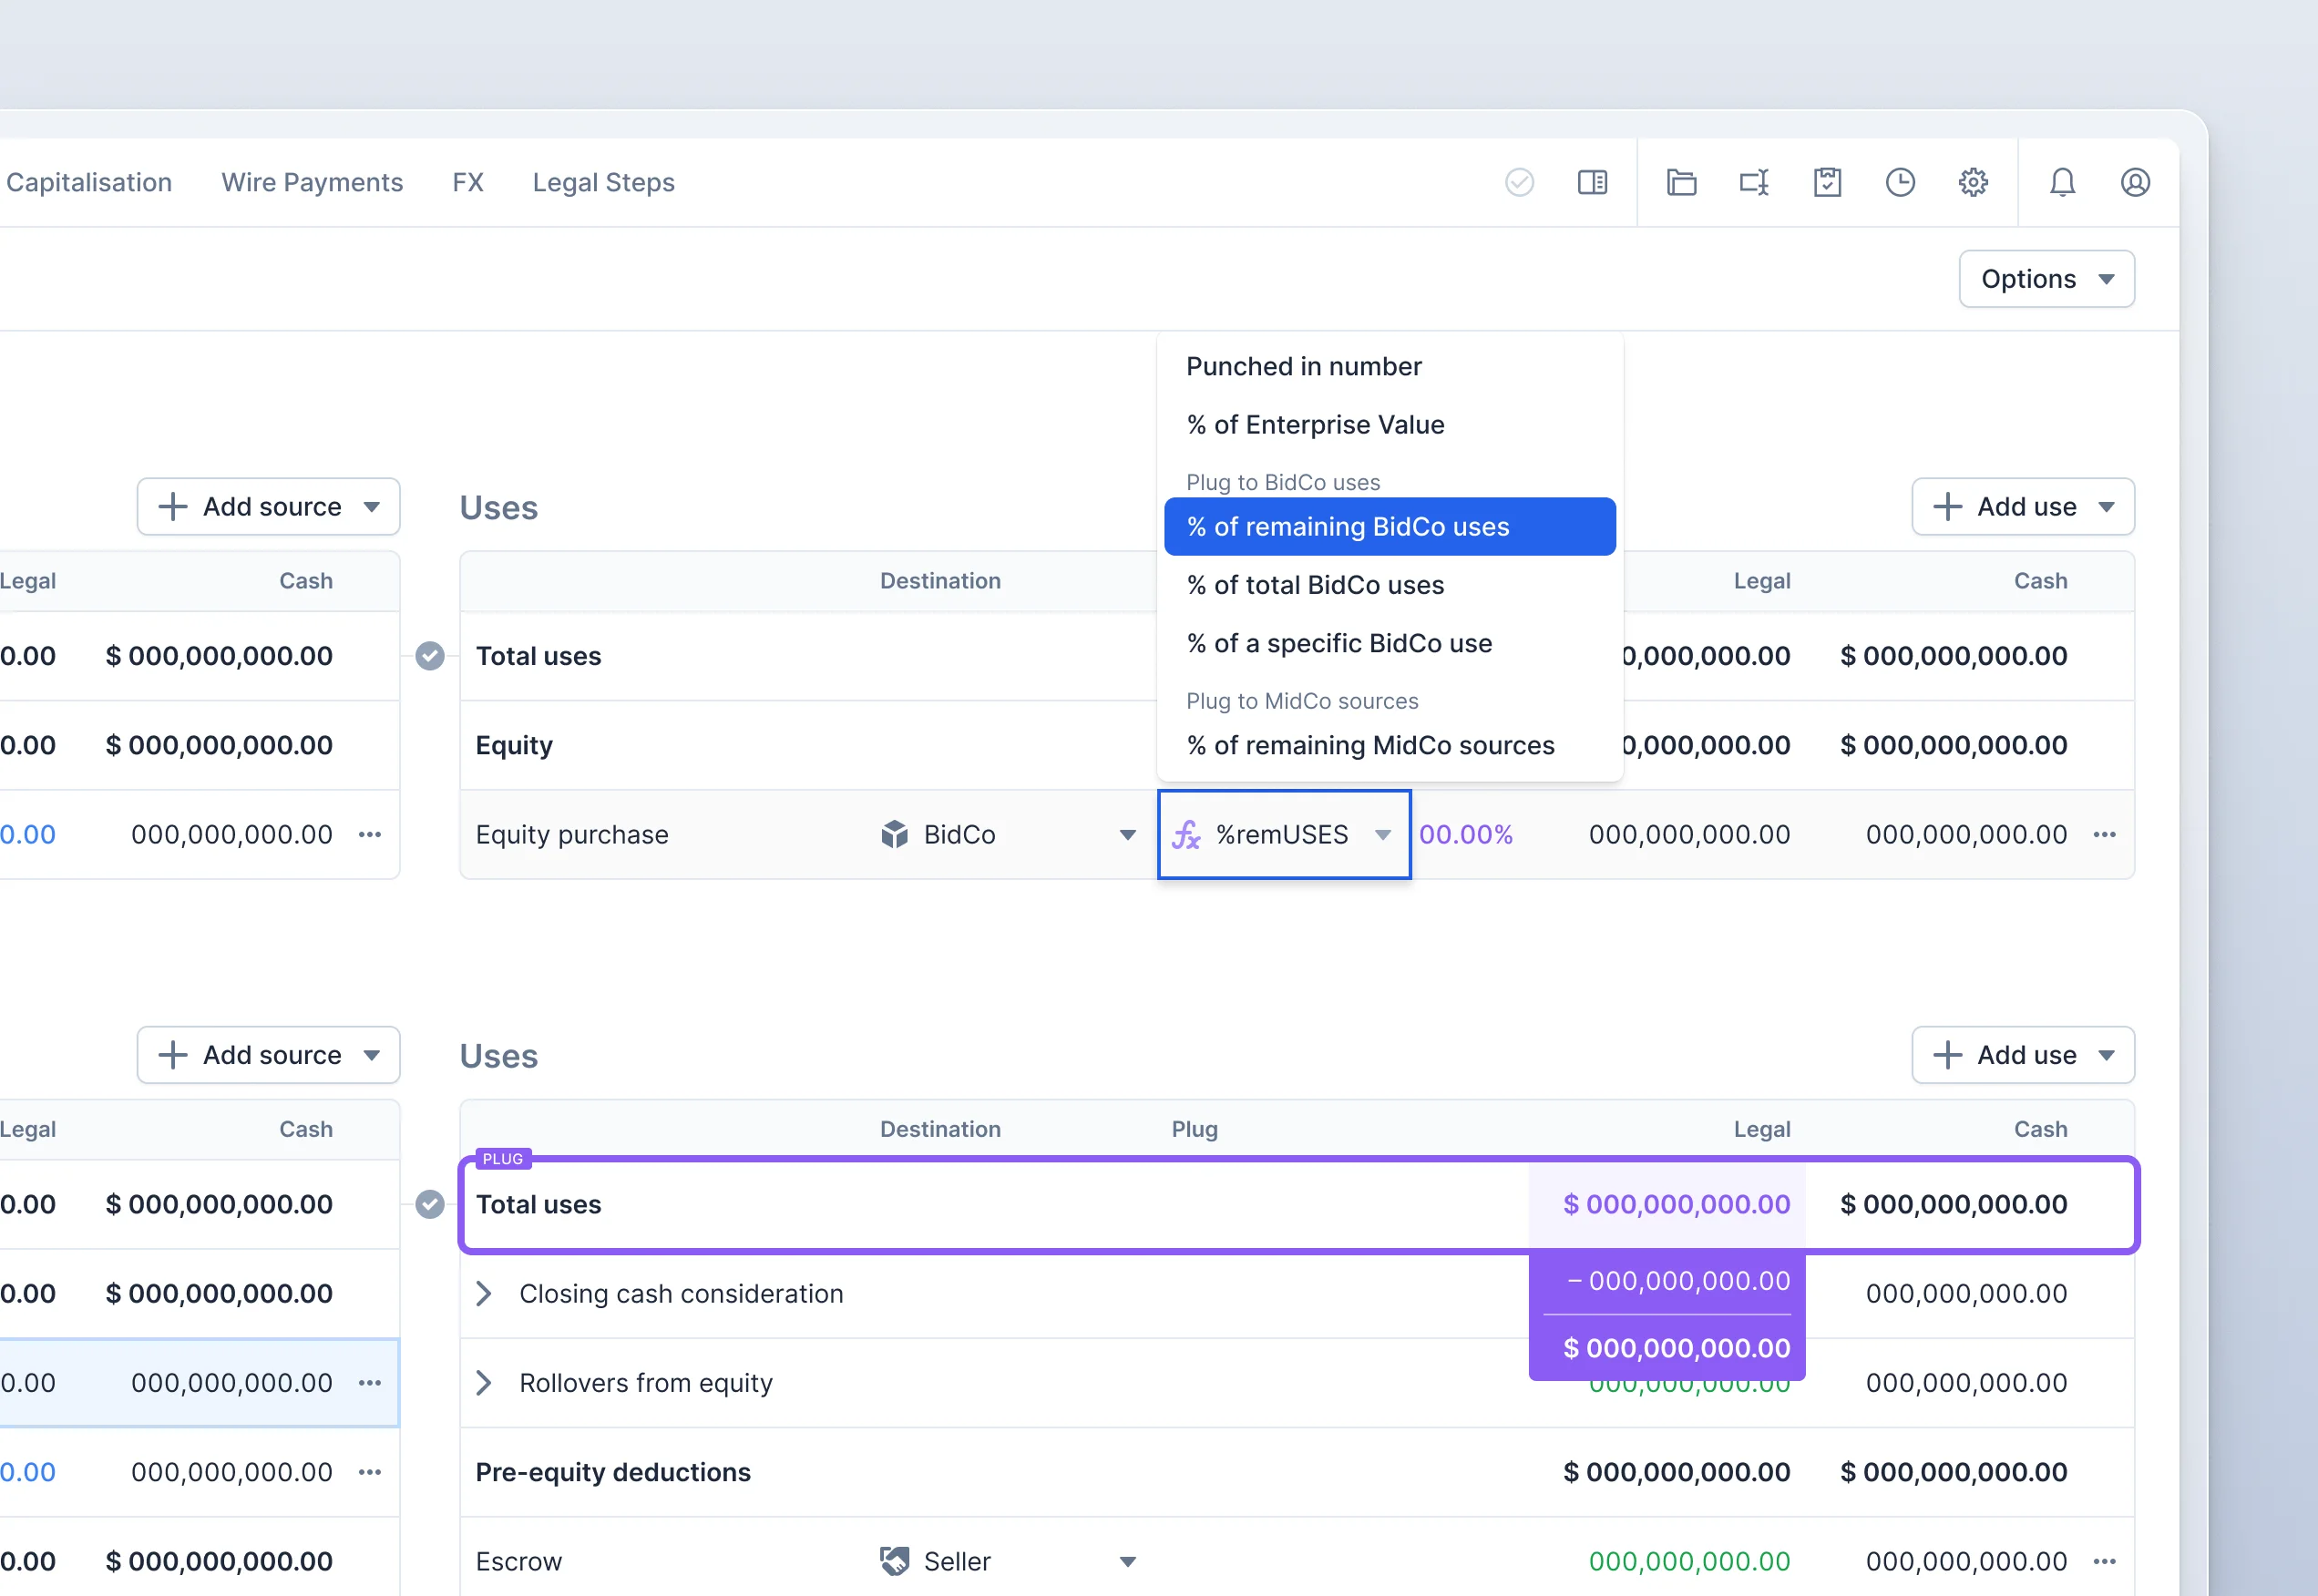 Capitalisation Wire Payments FX Legal Steps
Options
Punched in number
% of Enterprise Value
Plug to BidCo uses
% of remaining BidCo uses
% of total BidCo uses
% of a specific BidCo use
Plug to MidCo sources
% of remaining MidCo sources
Add source Uses Add use
Legal Cash Destination Legal Cash
0.00 $ 000,000,000.00 Total uses 0,000,000.00 $ 000,000,000.00
0.00 $ 000,000,000.00 Equity 0,000,000.00 $ 000,000,000.00
0.00 000,000,000.00 Equity purchase BidCo fx %remUSES 00.00% 000,000,000.00 000,000,000.00
Add source Uses Add use
Legal Cash Destination Plug Legal Cash
PLUG
0.00 $ 000,000,000.00 Total uses $ 000,000,000.00 $ 000,000,000.00
0.00 $ 000,000,000.00 Closing cash consideration – 000,000,000.00 000,000,000.00
$ 000,000,000.00
0.00 000,000,000.00 Rollovers from equity 000,000,000.00 000,000,000.00
0.00 000,000,000.00 Pre-equity deductions $ 000,000,000.00 $ 000,000,000.00
0.00 $ 000,000,000.00 Escrow Seller 000,000,000.00 000,000,000.00